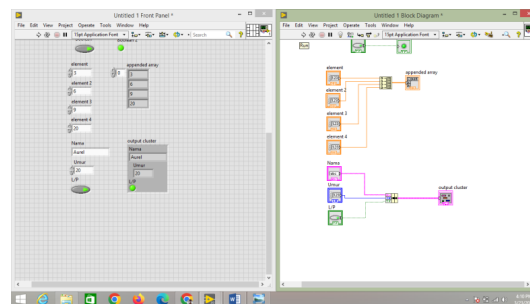 Untitled 1 Front Panel *
File Edit View Project Operate Tools Window Help
15pt Application Font
Search
element
3
0
3
6
9
20
element 2
6
element 3
9
element 4
20
Name
Aurel
Umur
20
L/P
output cluster
Name
Aurel
Umur
20
L/P
Untitled 1 Block Diagram *
File Edit View Project Operate Tools Window Help
15pt Application Font
element
appended array
element 2
element 3
element 4
Nama
Umur
L/P
output cluster